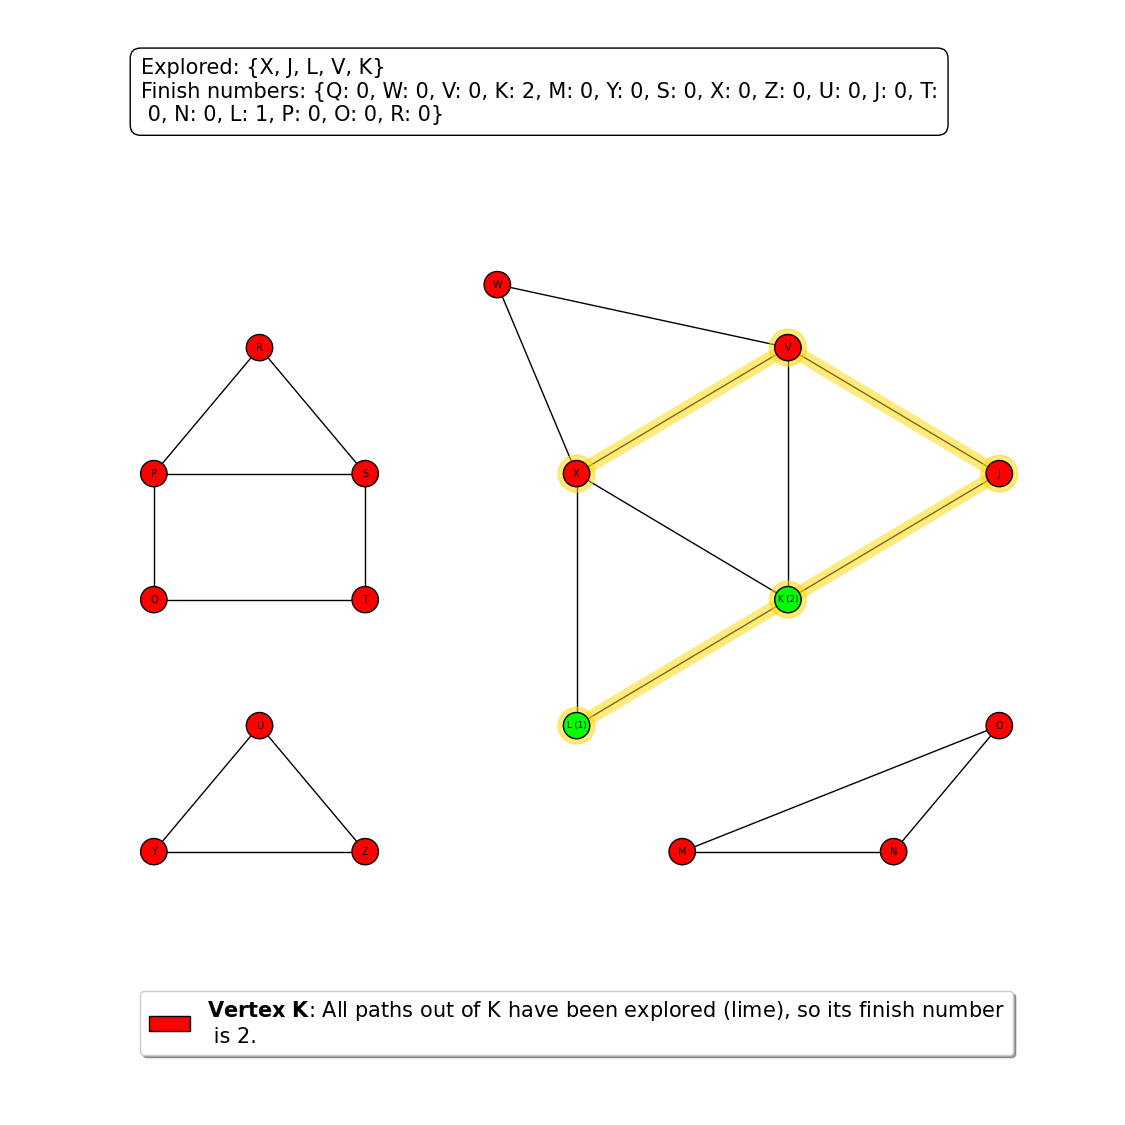 Explored: {X, J, L, V, K}
Finish numbers: {Q: 0, W: 0, V: 0, K: 2, M: 0, Y: 0, S: 0, X: 0, Z: 0, U: 0, J: 0, T:
0, N: 0, L: 1, P: 0, O: 0, R: 0}
W
R
V
P
S
X
J
Q
T
K (2)
U
L (1)
O
Y
Z
M
N
Vertex K: All paths out of K have been explored (lime), so its finish number
is 2.